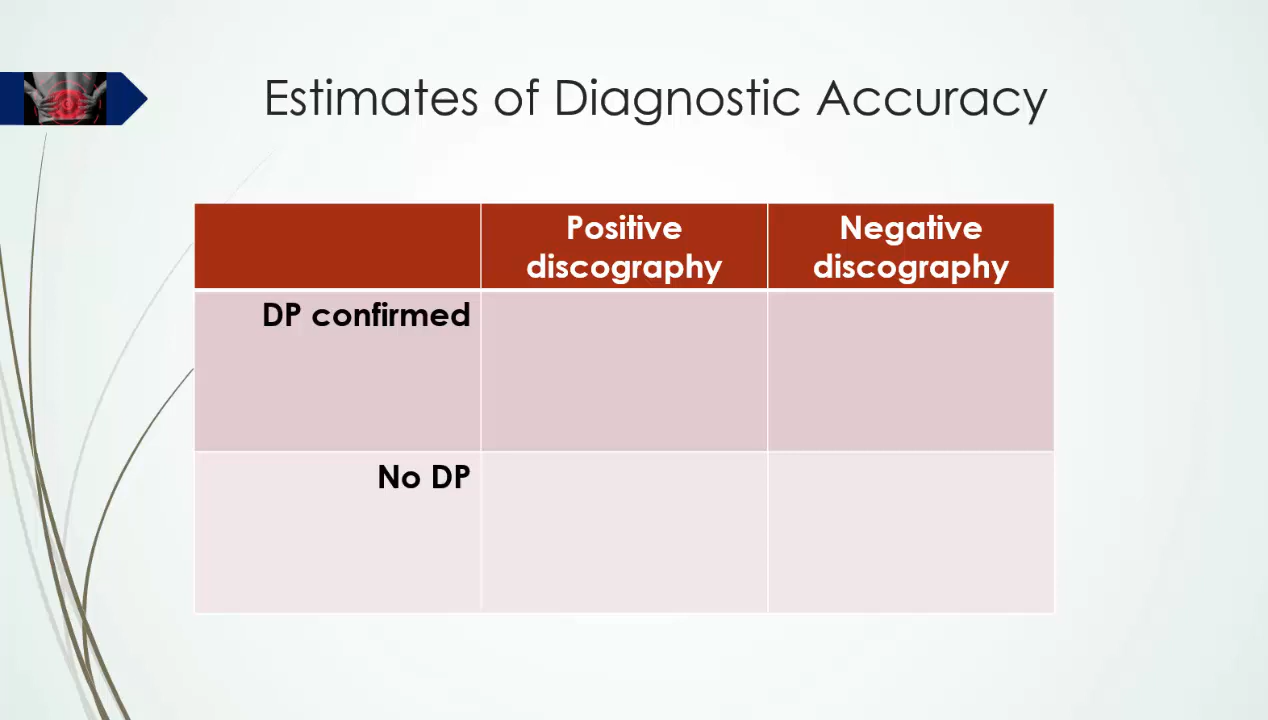 Estimates of Diagnostic Accuracy
Positive
discography
Negative
discography
DP confirmed
No DP